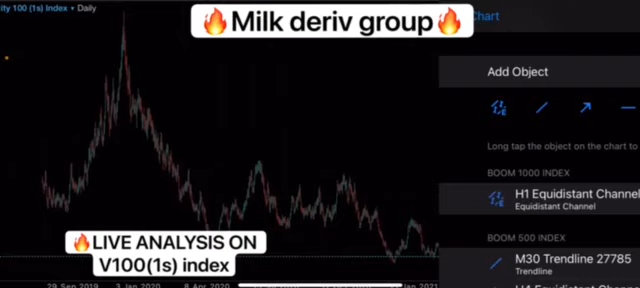 ity 100 (1s) Index • Daily
🔥Milk deriv group🔥
Chart
Add Object
Long tap the object on the chart to
BOOM 1000 INDEX
H1 Equidistant Channel
Equidistant Channel
BOOM 500 INDEX
M30 Trendline 27785
Trendline
🔥LIVE ANALYSIS ON
V100(1s) index
29 Sep 2019 3 Jan 2020 8 Apr 2020